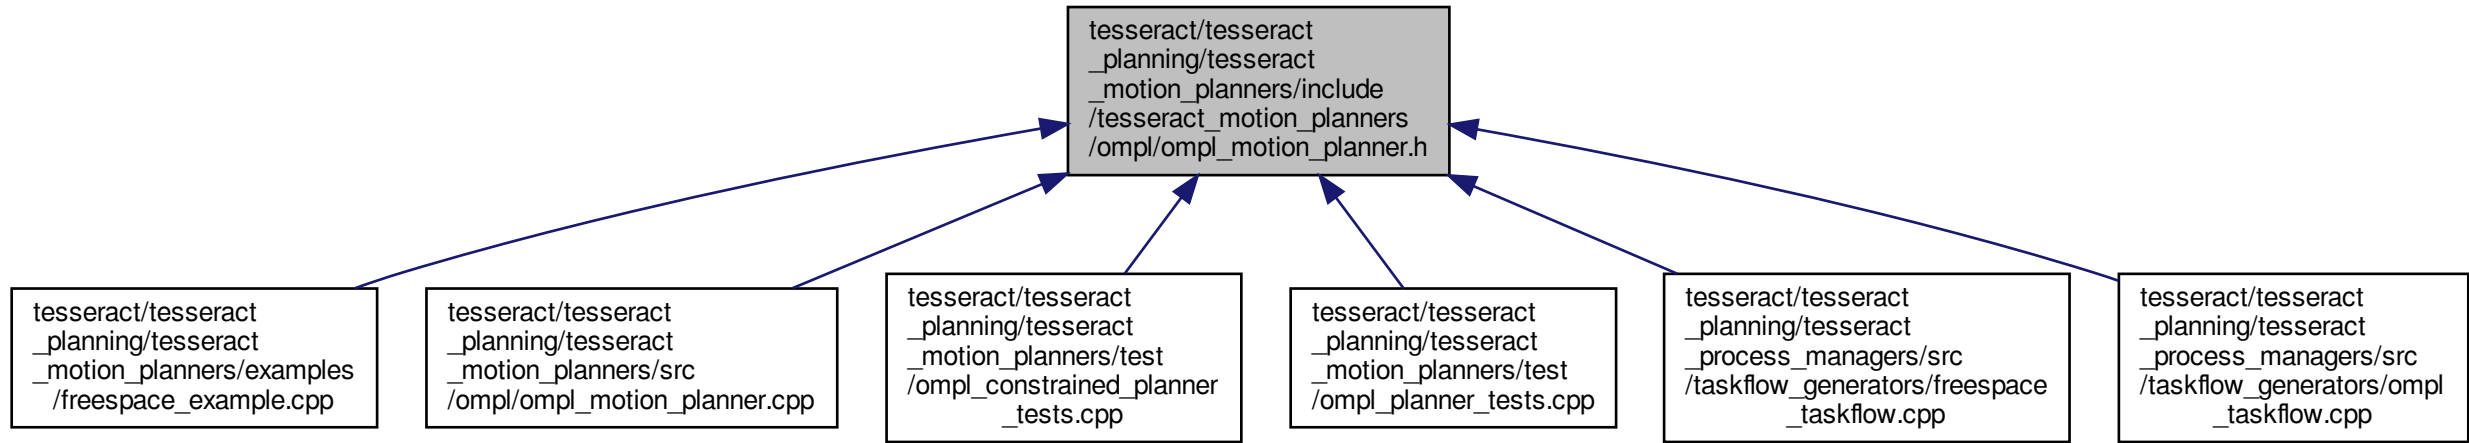 tesseract/tesseract
_planning/tesseract
_motion_planners/include
/tesseract_motion_planners
/ompl/ompl_motion_planner.h
tesseract/tesseract
_planning/tesseract
_motion_planners/examples
/freespace_example.cpp
tesseract/tesseract
_planning/tesseract
_motion_planners/src
/ompl/ompl_motion_planner.cpp
tesseract/tesseract
_planning/tesseract
_motion_planners/test
/ompl_constrained_planner
_tests.cpp
tesseract/tesseract
_planning/tesseract
_motion_planners/test
/ompl_planner_tests.cpp
tesseract/tesseract
_planning/tesseract
_process_managers/src
/taskflow_generators/freespace
_taskflow.cpp
tesseract/tesseract
_planning/tesseract
_process_managers/src
/taskflow_generators/ompl
_taskflow.cpp